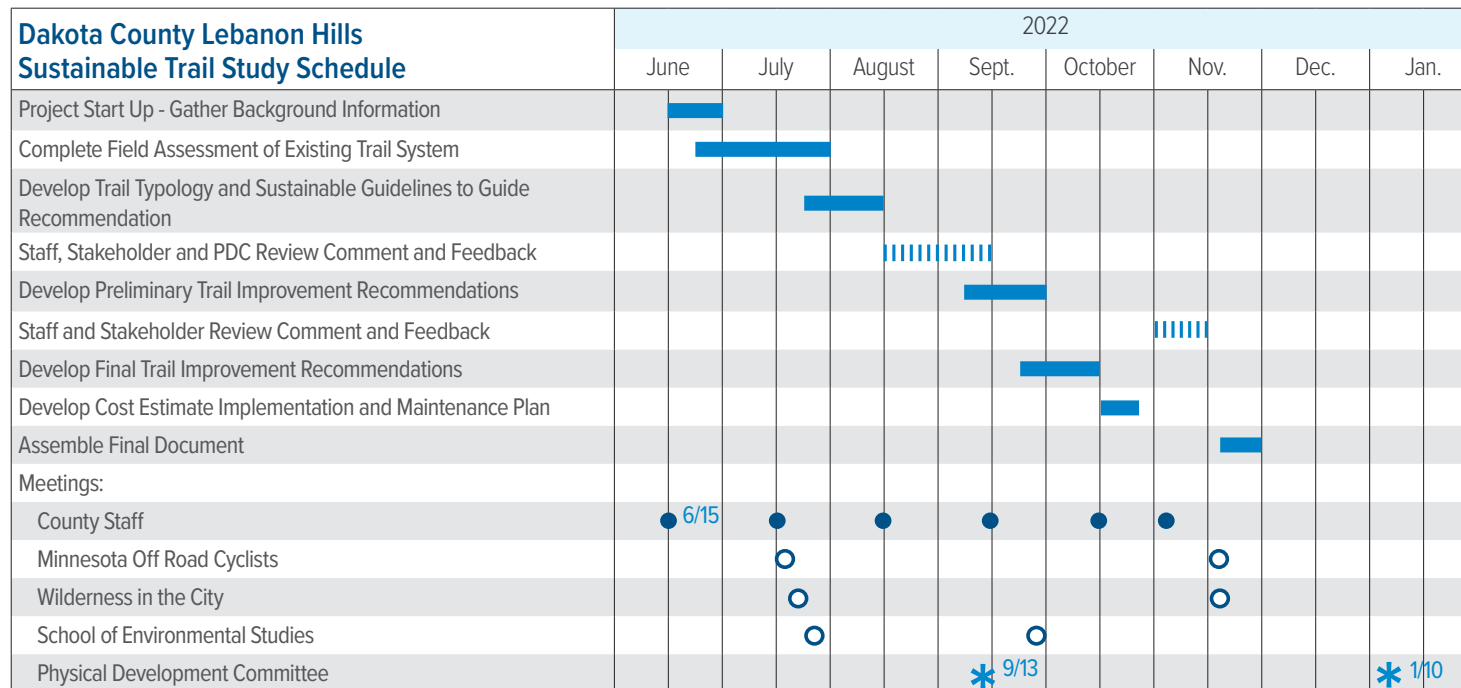 Dakota County Lebanon Hills
Sustainable Trail Study Schedule
2022
June July August Sept. October Nov. Dec. Jan.
Project Start Up - Gather Background Information
Complete Field Assessment of Existing Trail System
Develop Trail Typology and Sustainable Guidelines to Guide
Recommendation
Staff, Stakeholder and PDC Review Comment and Feedback
Develop Preliminary Trail Improvement Recommendations
Staff and Stakeholder Review Comment and Feedback
Develop Final Trail Improvement Recommendations
Develop Cost Estimate Implementation and Maintenance Plan
Assemble Final Document
Meetings:
County Staff 6/15
Minnesota Off Road Cyclists
Wilderness in the City
School of Environmental Studies
Physical Development Committee 9/13 1/10